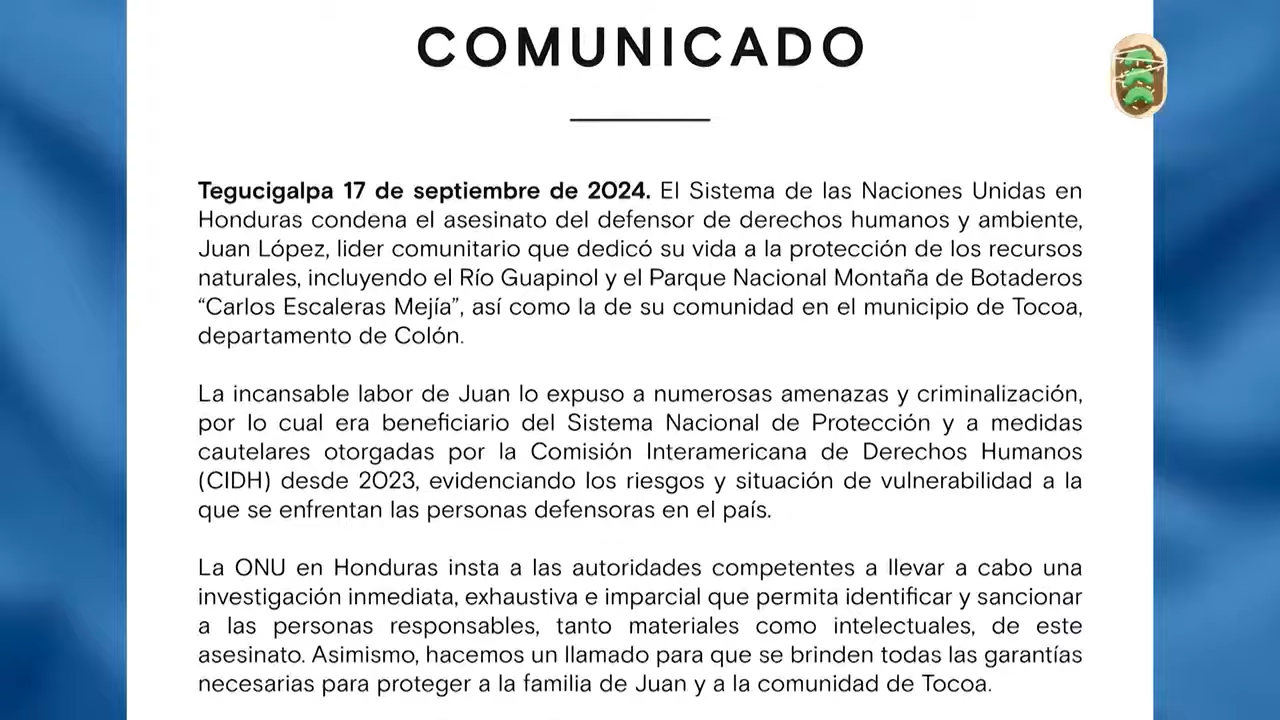 COMUNICADO
Tegucigalpa 17 de septiembre de 2024. El Sistema de las Naciones Unidas en
Honduras condena el asesinato del defensor de derechos humanos y ambiente,
Juan López, lider comunitario que dedicó su vida a la protección de los recursos
naturales, incluyendo el Río Guapinol y el Parque Nacional Montaña de Botaderos
“Carlos Escaleras Mejía”, así como la de su comunidad en el municipio de Tocoa,
departamento de Colón.
La incansable labor de Juan lo expuso a numerosas amenazas y criminalización,
por lo cual era beneficiario del Sistema Nacional de Protección y a medidas
cautelares otorgadas por la Comisión Interamericana de Derechos Humanos
(CIDH) desde 2023, evidenciando los riesgos y situación de vulnerabilidad a la
que se enfrentan las personas defensoras en el país.
La ONU en Honduras insta a las autoridades competentes a llevar a cabo una
investigación inmediata, exhaustiva e imparcial que permita identificar y sancionar
a las personas responsables, tanto materiales como intelectuales, de este
asesinato. Asimismo, hacemos un llamado para que se brinden todas las garantías
necesarias para proteger a la familia de Juan y a la comunidad de Tocoa.